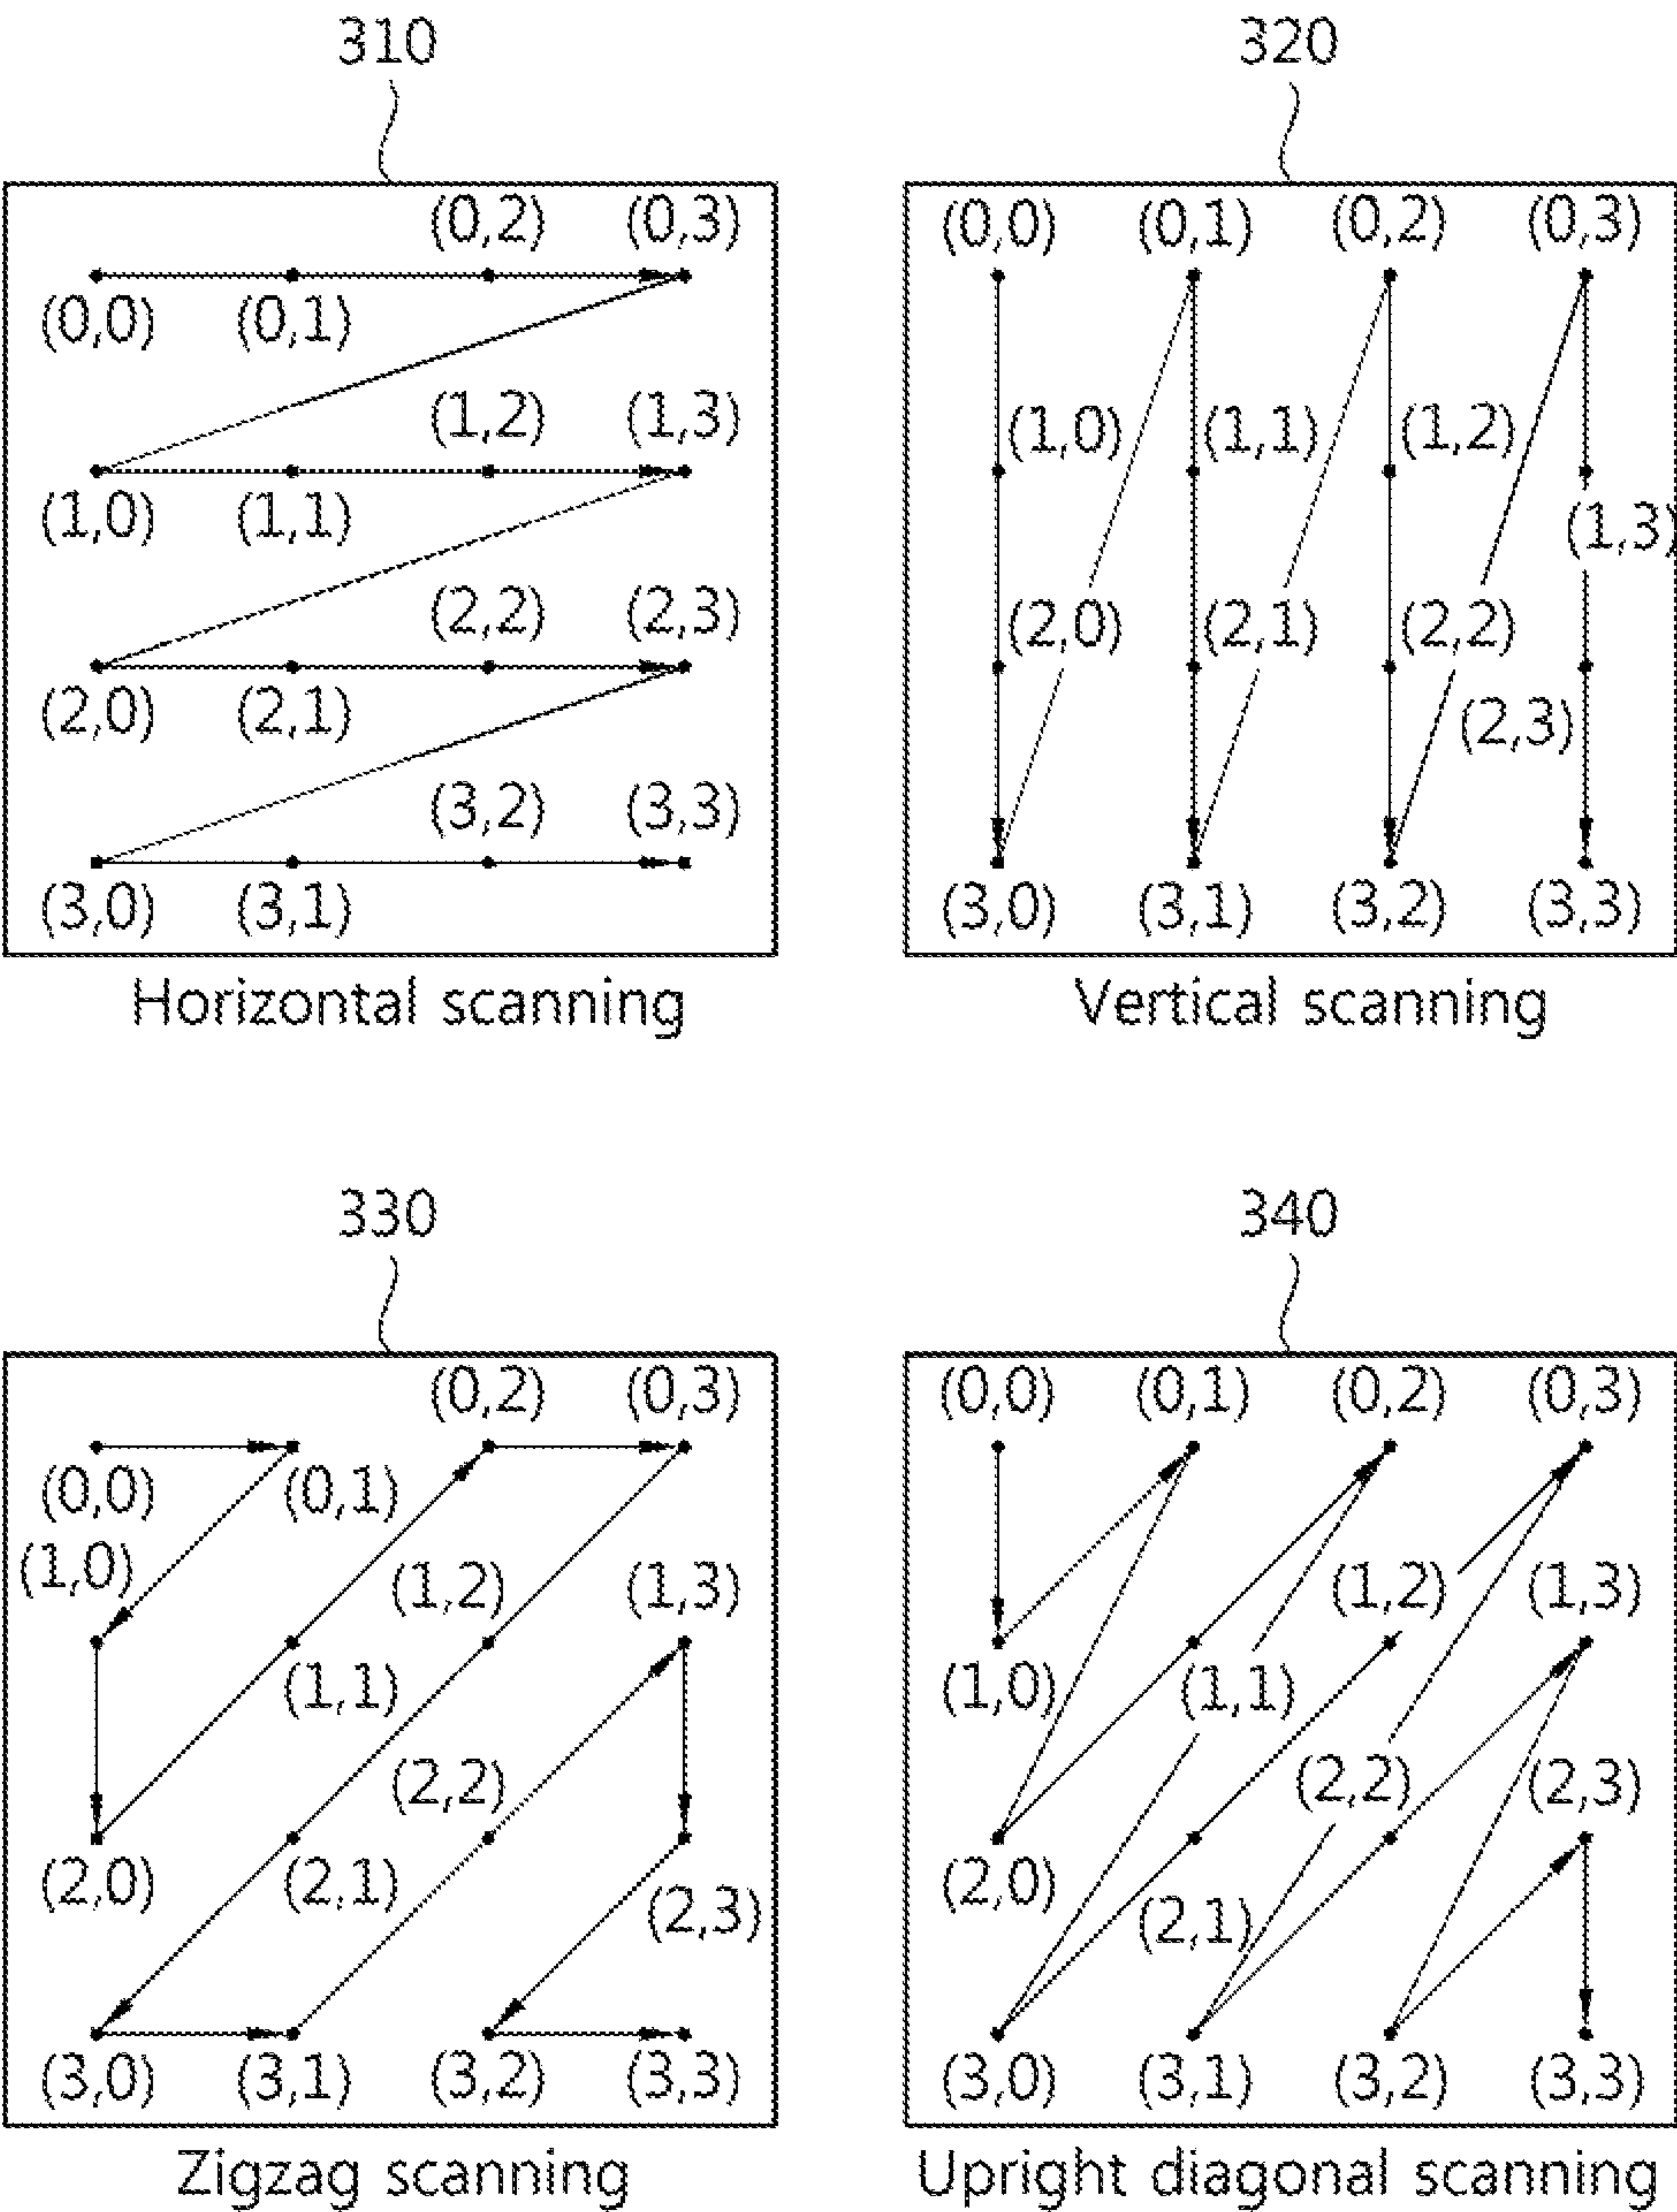 310
(0,2) (0,3)
(0,0) (0,1)
(1,2) (1,3)
(1,0) (1,1)
(2,2) (2,3)
(2,0) (2,1)
(3,2) (3,3)
(3,0) (3,1)
Horizontal scanning
320
(0,0) (0,1) (0,2) (0,3)
(1,0) (1,1) (1,2)
(1,3)
(2,0) (2,1) (2,2)
(2,3)
(3,0) (3,1) (3,2) (3,3)
Vertical scanning
330
(0,2) (0,3)
(0,0) (0,1)
(1,0)
(1,2) (1,3)
(1,1)
(2,2)
(2,0) (2,1)
(2,3)
(3,0) (3,1) (3,2) (3,3)
Zigzag scanning
340
(0,0) (0,1) (0,2) (0,3)
(1,2) (1,3)
(1,0) (1,1)
(2,2) (2,3)
(2,0)
(2,1)
(3,0) (3,1) (3,2) (3,3)
Upright diagonal scanning